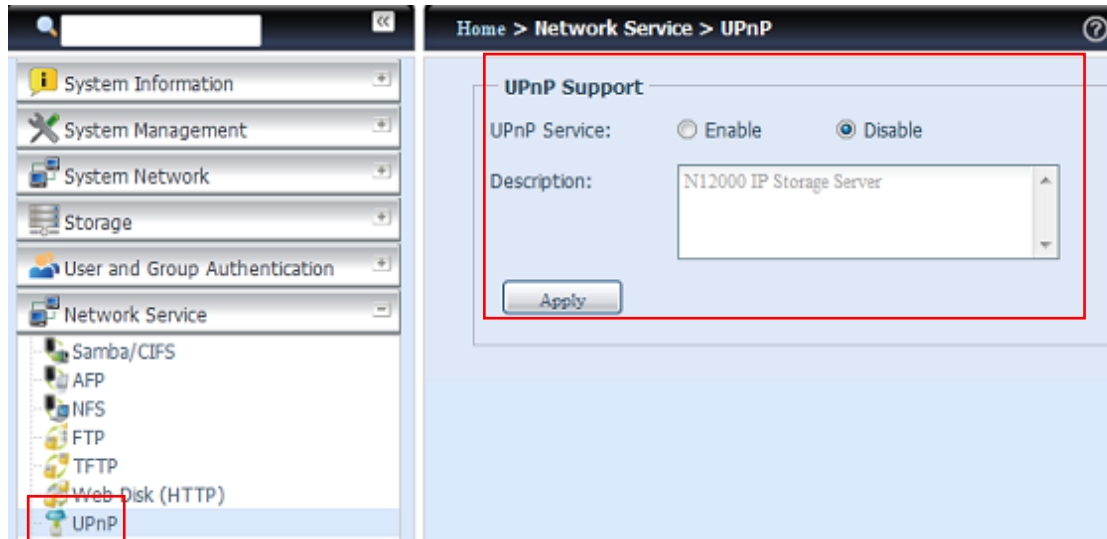 Home > Network Service > UPnP
System Information
System Management
System Network
Storage
User and Group Authentication
Network Service
Samba/CIFS
AFP
NFS
FTP
TFTP
Web Disk (HTTP)
UPnP
UPnP Support
UPnP Service: Enable Disable
Description: N12000 IP Storage Server
Apply